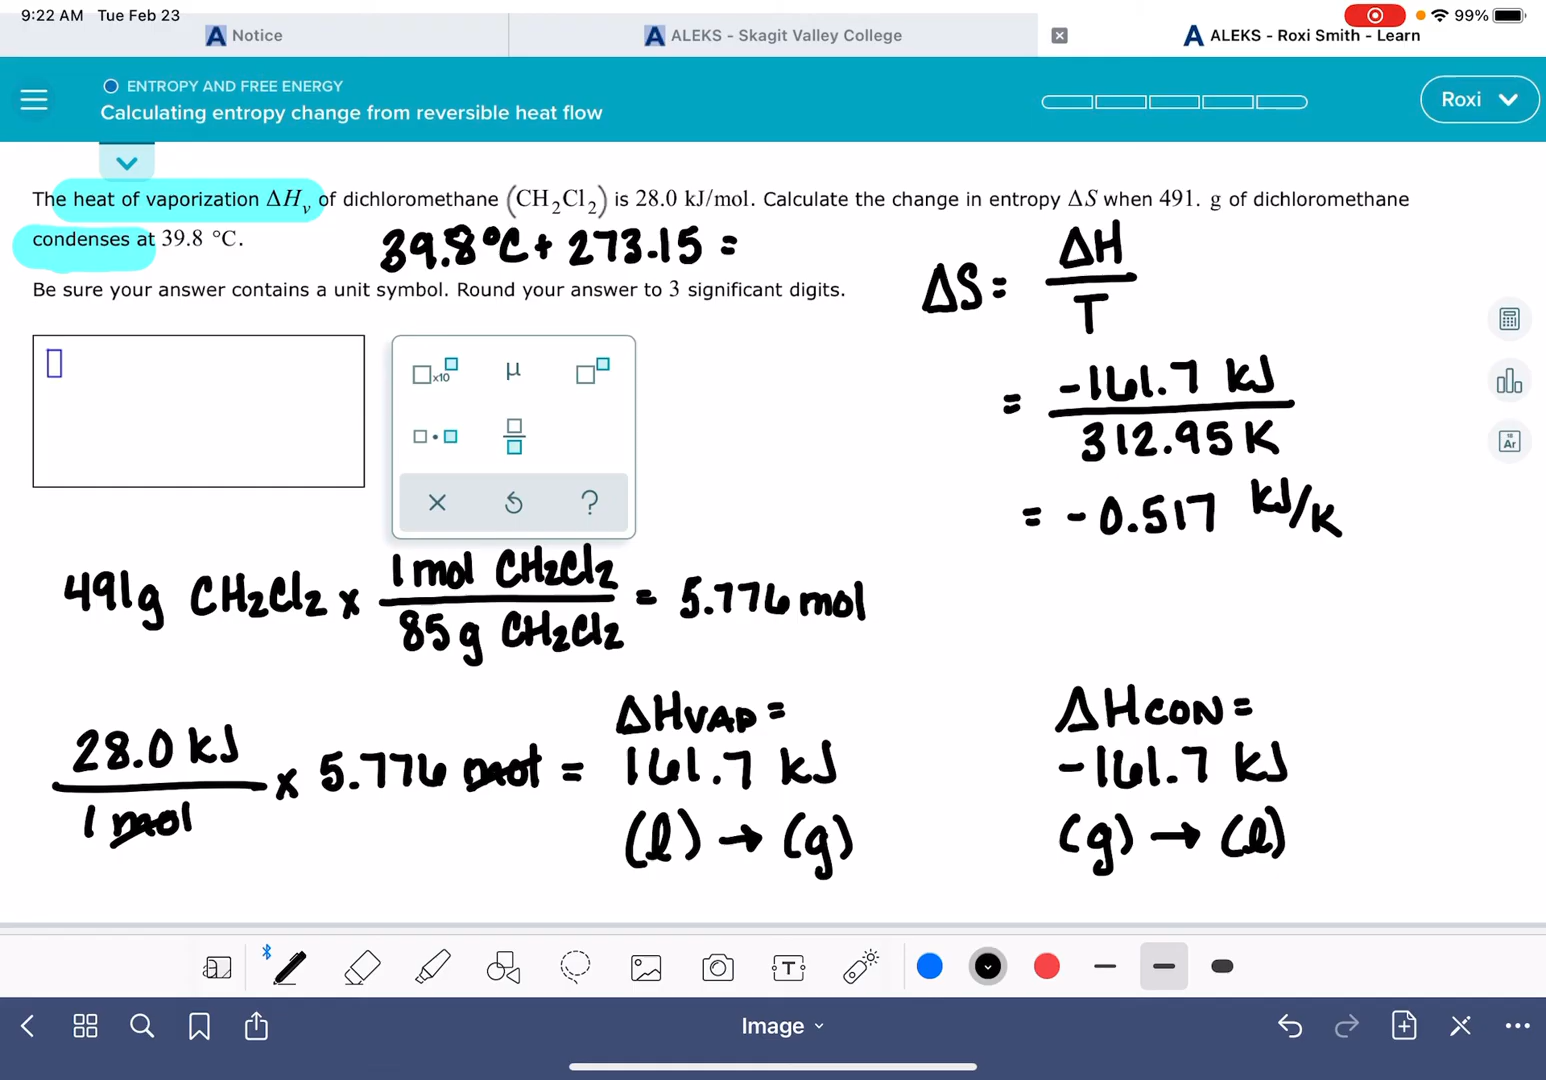 9:22 AM Tue Feb 23
99%
Notice
ALEKS - Skagit Valley College
ALEKS - Roxi Smith - Learn
ENTROPY AND FREE ENERGY
Calculating entropy change from reversible heat flow
Roxi
The heat of vaporization ΔHᵥ of dichloromethane (CH₂Cl₂) is 28.0 kJ/mol. Calculate the change in entropy ΔS when 491. g of dichloromethane
condenses at 39.8 °C.
39.8°C + 273.15 =
Be sure your answer contains a unit symbol. Round your answer to 3 significant digits.
ΔS = ΔH / T
= -161.7 kJ / 312.95 K
= -0.517 kJ/K
□x10□ μ □□
□·□ □/□
× ?
18 Ar
491g CH₂Cl₂ x 1 mol CH₂Cl₂ / 85 g CH₂Cl₂ = 5.776 mol
28.0 kJ / 1 mol x 5.776 mol =
ΔHVAP =
161.7 kJ
(l) → (g)
ΔHCON =
-161.7 kJ
(g) → (l)
a
T
Image